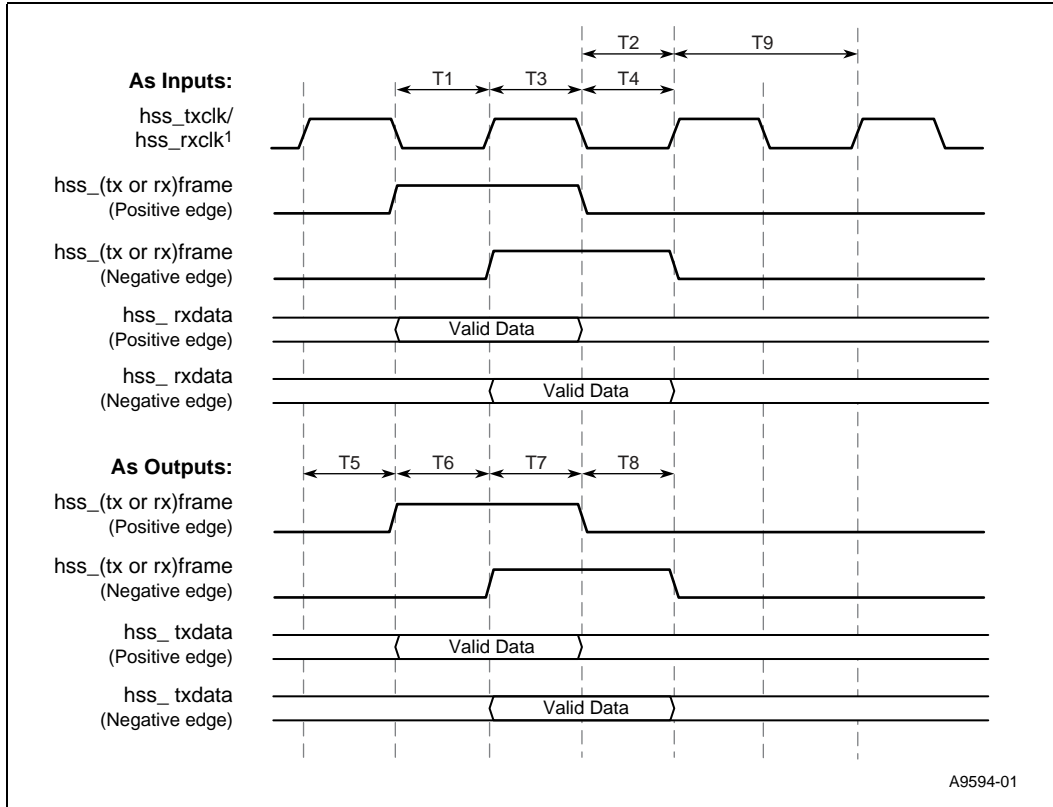 T2 T9
As Inputs: T1 T3 T4
hss_txclk/
hss_rxclk1
hss_(tx or rx)frame
(Positive edge)
hss_(tx or rx)frame
(Negative edge)
hss_ rxdata
(Positive edge) Valid Data
hss_ rxdata
(Negative edge) Valid Data
As Outputs: T5 T6 T7 T8
hss_(tx or rx)frame
(Positive edge)
hss_(tx or rx)frame
(Negative edge)
hss_ txdata
(Positive edge) Valid Data
hss_ txdata
(Negative edge) Valid Data
A9594-01